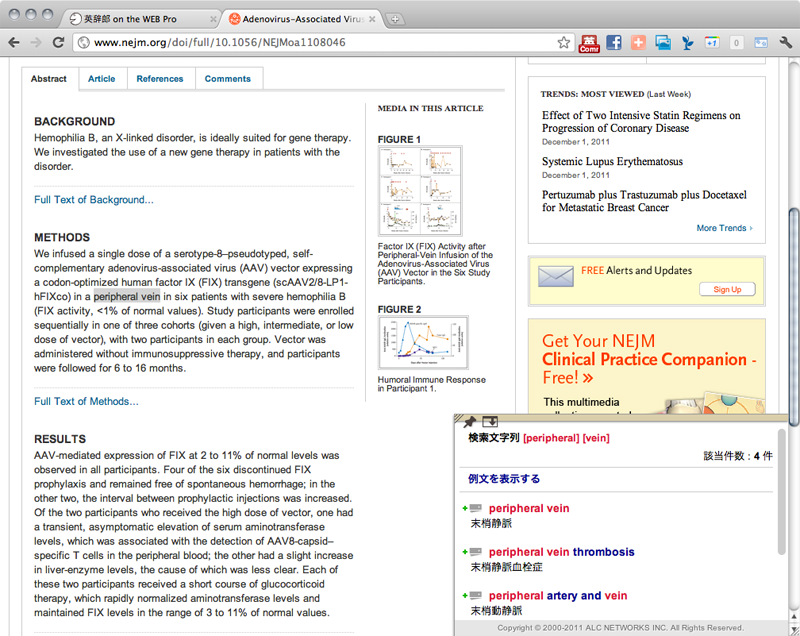 英辞郎 on the WEB Pro
Adenovirus–Associated Viru
www.nejm.org/doi/full/10.1056/NEJMoa1108046
Abstract
Article
References
Comments
BACKGROUND
Hemophilia B, an X-linked disorder, is ideally suited for gene therapy.
We investigated the use of a new gene therapy in patients with the
disorder.
Full Text of Background...
METHODS
We infused a single dose of a serotype-8–pseudotyped, self-
complementary adenovirus-associated virus (AAV) vector expressing
a codon-optimized human factor IX (FIX) transgene (scAAV2/8-LP1-
hFIXco) in a peripheral vein in six patients with severe hemophilia B
(FIX activity, <1% of normal values). Study participants were enrolled
sequentially in one of three cohorts (given a high, intermediate, or low
dose of vector), with two participants in each group. Vector was
administered without immunosuppressive therapy, and participants
were followed for 6 to 16 months.
Full Text of Methods...
RESULTS
AAV-mediated expression of FIX at 2 to 11% of normal levels was
observed in all participants. Four of the six discontinued FIX
prophylaxis and remained free of spontaneous hemorrhage; in the
other two, the interval between prophylactic injections was increased.
Of the two participants who received the high dose of vector, one had
a transient, asymptomatic elevation of serum aminotransferase
levels, which was associated with the detection of AAV8-capsid–
specific T cells in the peripheral blood; the other had a slight increase
in liver-enzyme levels, the cause of which was less clear. Each of
these two participants received a short course of glucocorticoid
therapy, which rapidly normalized aminotransferase levels and
maintained FIX levels in the range of 3 to 11% of normal values.
MEDIA IN THIS ARTICLE
FIGURE 1
Factor IX (FIX) Activity after
Peripheral-Vein Infusion of the
Adenovirus-Associated Virus
(AAV) Vector in the Six Study
Participants.
FIGURE 2
Humoral Immune Response
in Participant 1.
TRENDS: MOST VIEWED (Last Week)
Effect of Two Intensive Statin Regimens on
Progression of Coronary Disease
December 1, 2011
Systemic Lupus Erythematosus
December 1, 2011
Pertuzumab plus Trastuzumab plus Docetaxel
for Metastatic Breast Cancer
More Trends ›
FREE Alerts and Updates
Sign Up
Get Your NEJM
Clinical Practice Companion -
Free! »
This multimedia
検索文字列 [peripheral] [vein]
該当件数 : 4 件
例文を表示する
peripheral vein
末梢静脈
peripheral vein thrombosis
末梢静脈血栓症
peripheral artery and vein
末梢動静脈
Copyright © 2000-2011 ALC NETWORKS INC. All Rights Reserved.